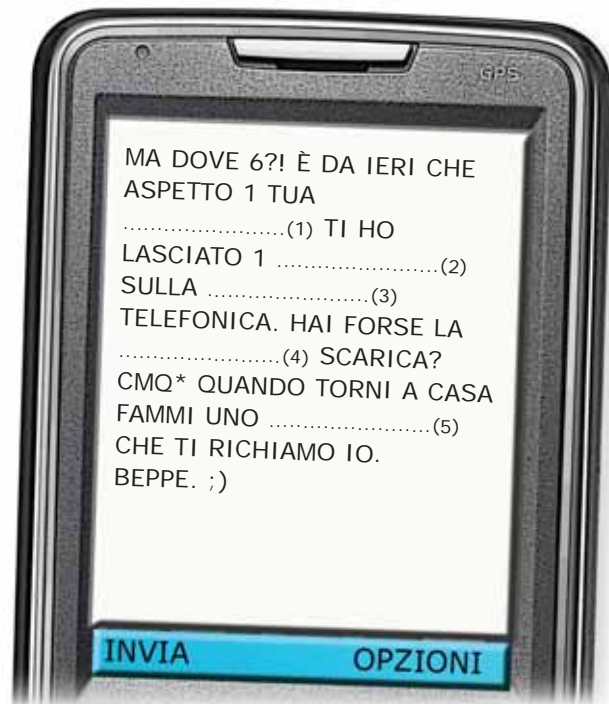 GPS
MA DOVE 6?! È DA IERI CHE
ASPETTO 1 TUA
........................(1) TI HO
LASCIATO 1 ........................(2)
SULLA ........................(3)
TELEFONICA. HAI FORSE LA
........................(4) SCARICA?
CMQ* QUANDO TORNI A CASA
FAMMI UNO ........................(5)
CHE TI RICHIAMO IO.
BEPPE. ;)
INVIA OPZIONI